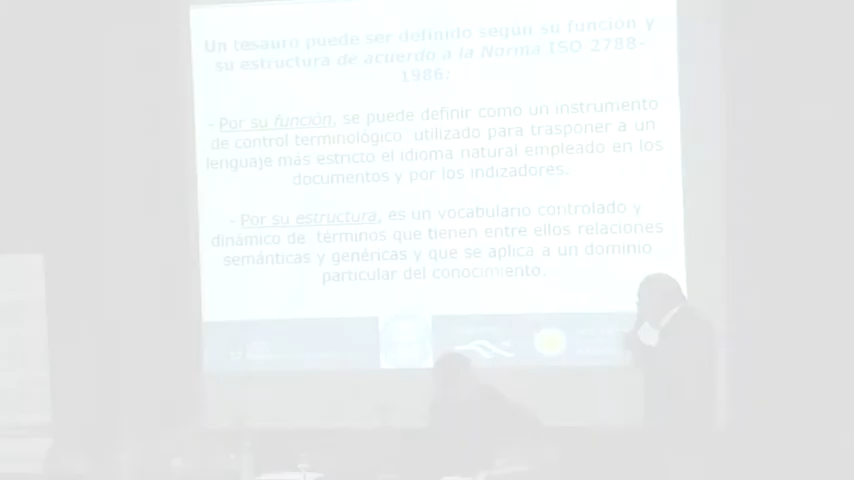 Un tesauro puede ser definido según su función y
su estructura de acuerdo a la Norma ISO 2788-
1986:
- Por su función, se puede definir como un instrumento
de control terminológico utilizado para trasponer a un
lenguaje más estricto el idioma natural empleado en los
documentos y por los indizadores.
- Por su estructura, es un vocabulario controlado y
dinámico de términos que tienen entre ellos relaciones
semánticas y genéricas y que se aplica a un dominio
particular del conocimiento.